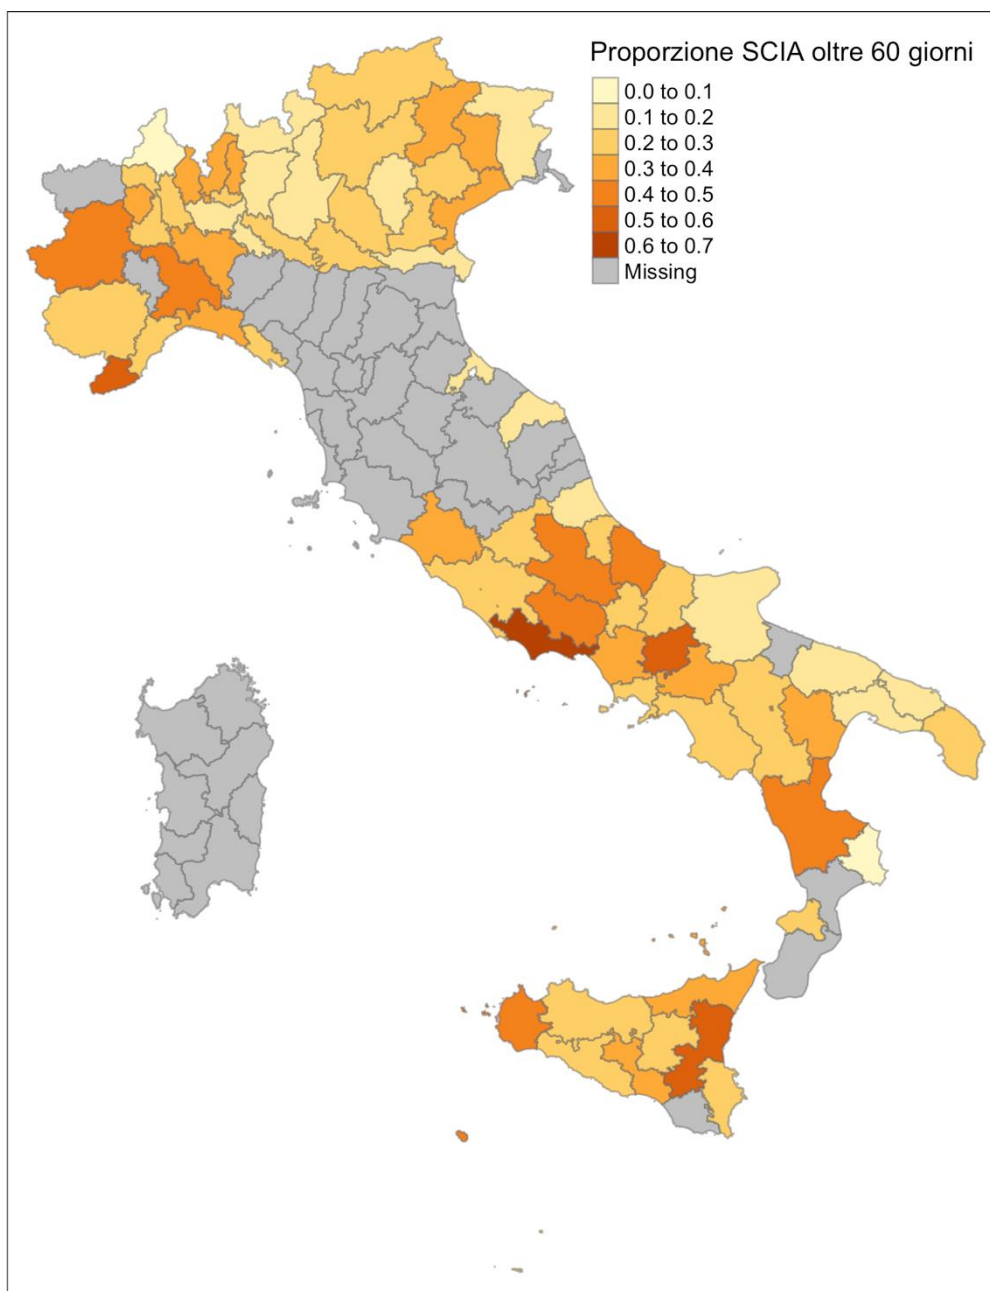 Proporzione SCIA oltre 60 giorni
0.0 to 0.1
0.1 to 0.2
0.2 to 0.3
0.3 to 0.4
0.4 to 0.5
0.5 to 0.6
0.6 to 0.7
Missing